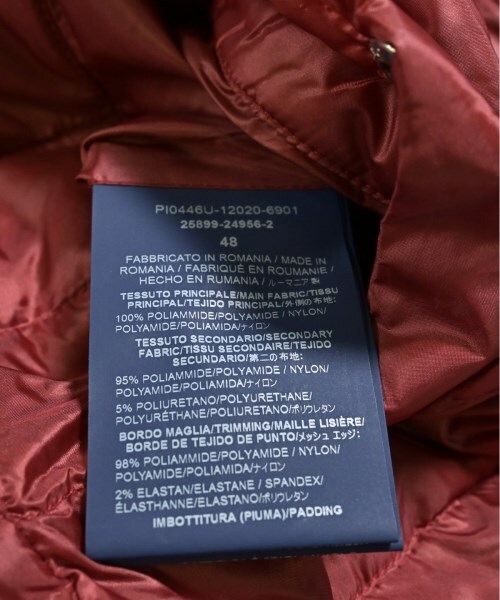 PI0446U-12020-6901
25899-24956-2
48
FABBRICATO IN ROMANIA / MADE IN
ROMANIA / FABRIQUÉ EN ROUMANIE /
HECHO EN RUMANIA / ルーマニア製
TESSUTO PRINCIPALE/MAIN FABRIC/TISSU
PRINCIPAL/TEJIDO PRINCIPAL/外側の布地:
100% POLIAMMIDE/POLYAMIDE / NYLON/
POLYAMIDE/POLYAMIDA/ナイロン
TESSUTO SECONDARIO/SECONDARY
FABRIC/TISSU SECONDAIRE/TEJIDO
SECUNDARIO/第二の布地:
95% POLIAMMIDE/POLYAMIDE / NYLON/
POLYAMIDE/POLIAMIDA/ナイロン
5% POLIURETANO/POLYURETHANE/
POLYURÉTHANE/POLIURETANO/ポリウレタン
BORDO MAGLIA/TRIMMING/MAILLE LISIÈRE/
BORDE DE TEJIDO DE PUNTO/メッシュ エッジ:
98% POLIAMMIDE/POLYAMIDE / NYLON/
POLYAMIDE/POLIAMIDA/ナイロン
2% ELASTAN/ELASTANE / SPANDEX/
ÉLASTHANNE/ELASTANO/ポリウレタン
IMBOTTITURA (PIUMA)/PADDING